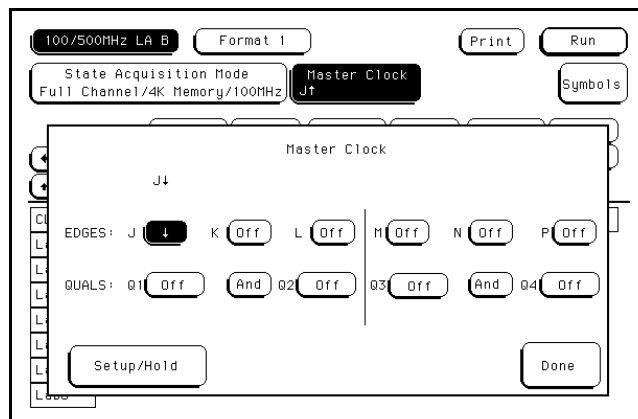 100/500MHz LA B Format 1 Print Run
State Acquisition Mode
Full Channel/4K Memory/100MHz
Master Clock
J↑
Symbols
Master Clock
J↓
EDGES: J ↓ K Off L Off M Off N Off P Off
QUALS: Q1 Off And Q2 Off Q3 Off And Q4 Off
Setup/Hold Done